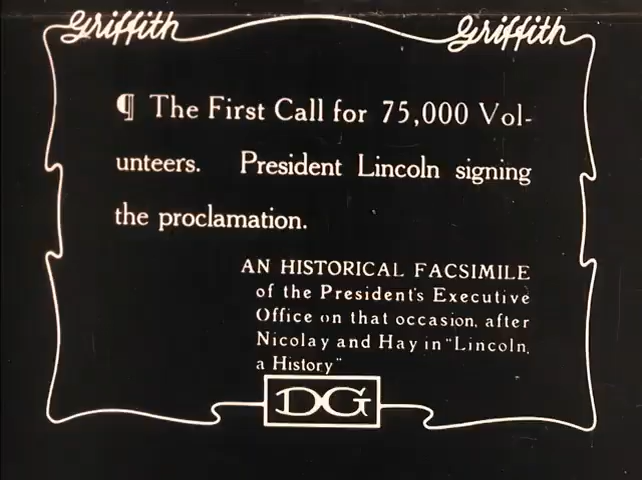 Griffith Griffith
¶ The First Call for 75,000 Vol-
unteers. President Lincoln signing
the proclamation.
AN HISTORICAL FACSIMILE
of the President's Executive
Office on that occasion, after
Nicolay and Hay in "Lincoln,
a History"
DG